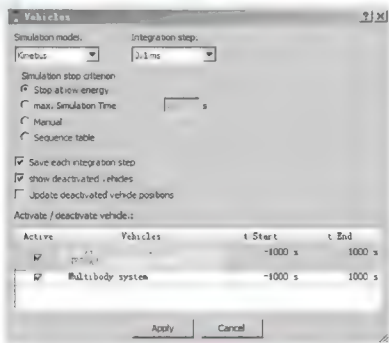 Vehicles
Simulation model: Integration step:
Kinebus 0.1ms
Simulation stop criterion
Stop at low energy
max. Simulation Time s
Manual
Sequence table
Save each integration step
show deactivated vehicles
Update deactivated vehicle positions
Activate / deactivate vehicle.:
Active Vehicles t Start t End
-1000 s 1000 s
Multibody system -1000 s 1000 s
Apply Cancel